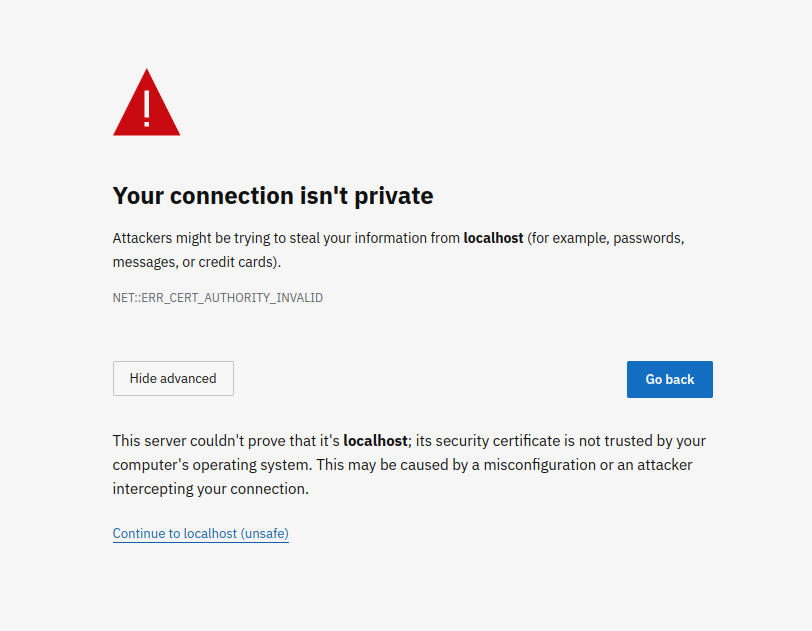 Your connection isn't private
Attackers might be trying to steal your information from localhost (for example, passwords,
messages, or credit cards).
NET::ERR_CERT_AUTHORITY_INVALID
Hide advanced
Go back
This server couldn't prove that it's localhost; its security certificate is not trusted by your
computer's operating system. This may be caused by a misconfiguration or an attacker
intercepting your connection.
Continue to localhost (unsafe)